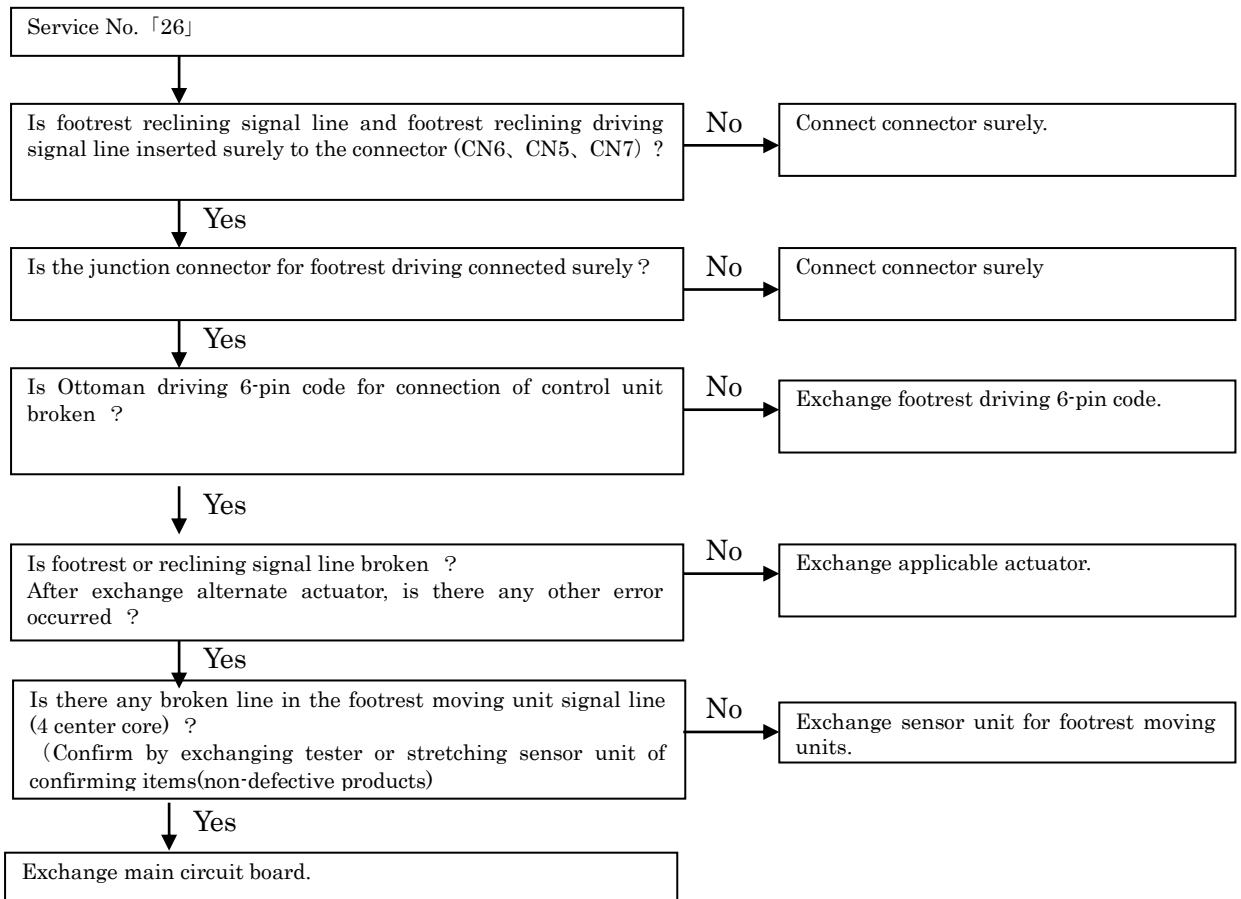 Service No.「26」
Is footrest reclining signal line and footrest reclining driving
signal line inserted surely to the connector (CN6、CN5、CN7）？
No
Connect connector surely.
Yes
Is the junction connector for footrest driving connected surely？
No
Connect connector surely
Yes
Is Ottoman driving 6-pin code for connection of control unit
broken ？
No
Exchange footrest driving 6-pin code.
Yes
Is footrest or reclining signal line broken ？
After exchange alternate actuator, is there any other error
occurred ？
No
Exchange applicable actuator.
Yes
Is there any broken line in the footrest moving unit signal line
(4 center core) ？
（Confirm by exchanging tester or stretching sensor unit of
confirming items(non-defective products)
No
Exchange sensor unit for footrest moving
units.
Yes
Exchange main circuit board.